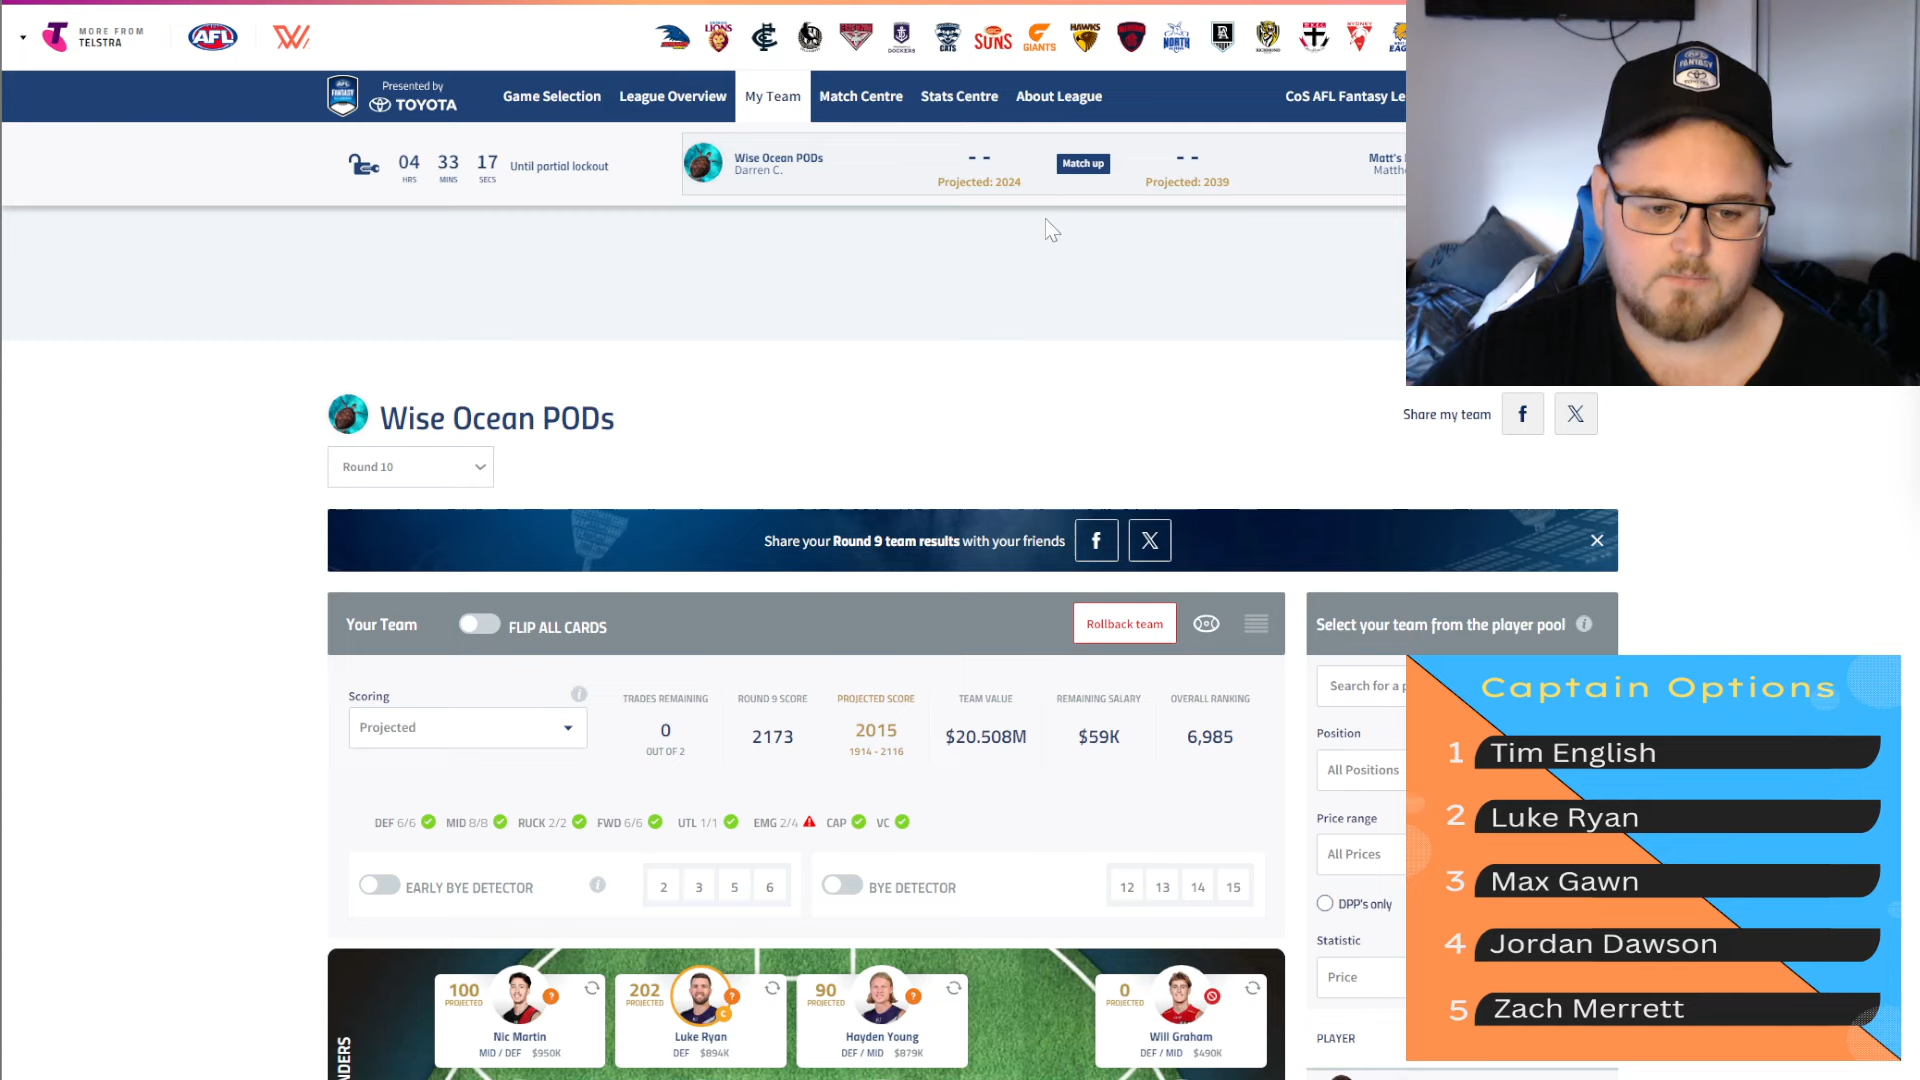 MORE FROM
TELSTRA
AFL
LIONS
DOCKERS
CATS
SUNS
GIANTS
HAWKS
NORTH
RICHMOND
SYDNEY
AFL
FANTASY
Presented by
TOYOTA
Game Selection
League Overview
My Team
Match Centre
Stats Centre
About League
CoS AFL Fantasy Le
FANTASY
04
33
17
Until partial lockout
HRS
MINS
SECS
Wise Ocean PODs
Darren C.
- -
Projected: 2024
Match up
- -
Projected: 2039
Matt's
Matth
Wise Ocean PODs
Share my team
Round 10
Share your Round 9 team results with your friends
Your Team
FLIP ALL CARDS
Rollback team
Select your team from the player pool
Scoring
Projected
TRADES REMAINING
0
OUT OF 2
ROUND 9 SCORE
2173
PROJECTED SCORE
2015
1914 - 2116
TEAM VALUE
$20.508M
REMAINING SALARY
$59K
OVERALL RANKING
6,985
DEF 6/6
MID 8/8
RUCK 2/2
FWD 6/6
UTL 1/1
EMG 2/4
CAP
VC
EARLY BYE DETECTOR
2
3
5
6
BYE DETECTOR
12
13
14
15
Search for a p
Position
All Positions
Price range
All Prices
DPP's only
Statistic
Price
PLAYER
Captain Options
1 Tim English
2 Luke Ryan
3 Max Gawn
4 Jordan Dawson
5 Zach Merrett
NDERS
100
PROJECTED
?
Nic Martin
MID / DEF $950K
202
PROJECTED
?
C
Luke Ryan
DEF $894K
90
PROJECTED
?
Hayden Young
DEF / MID $879K
0
PROJECTED
Will Graham
DEF / MID $490K